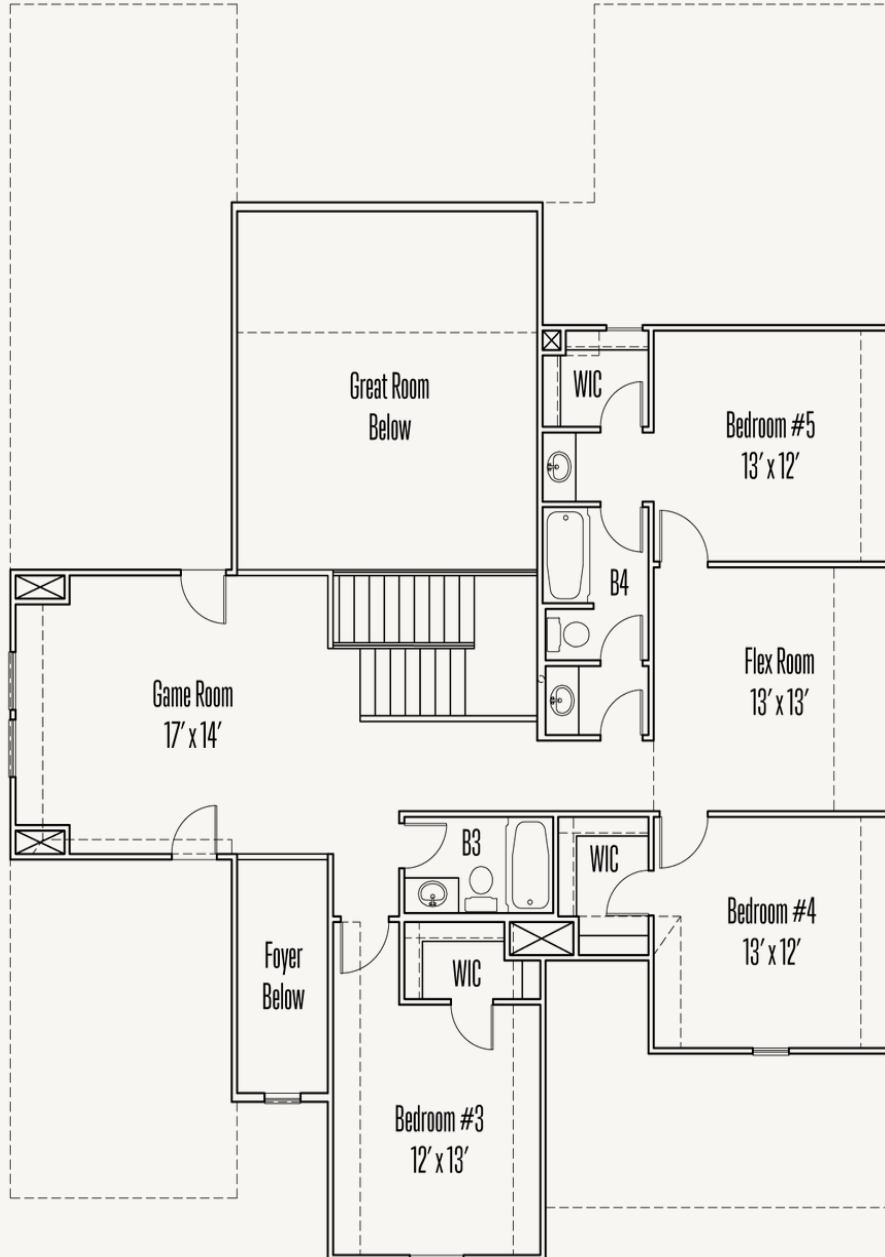 Great Room
Below
WIC
Bedroom #5
13' x 12'
B4
Game Room
17' x 14'
Flex Room
13' x 13'
B3
WIC
Bedroom #4
13' x 12'
Foyer
Below
WIC
Bedroom #3
12' x 13'